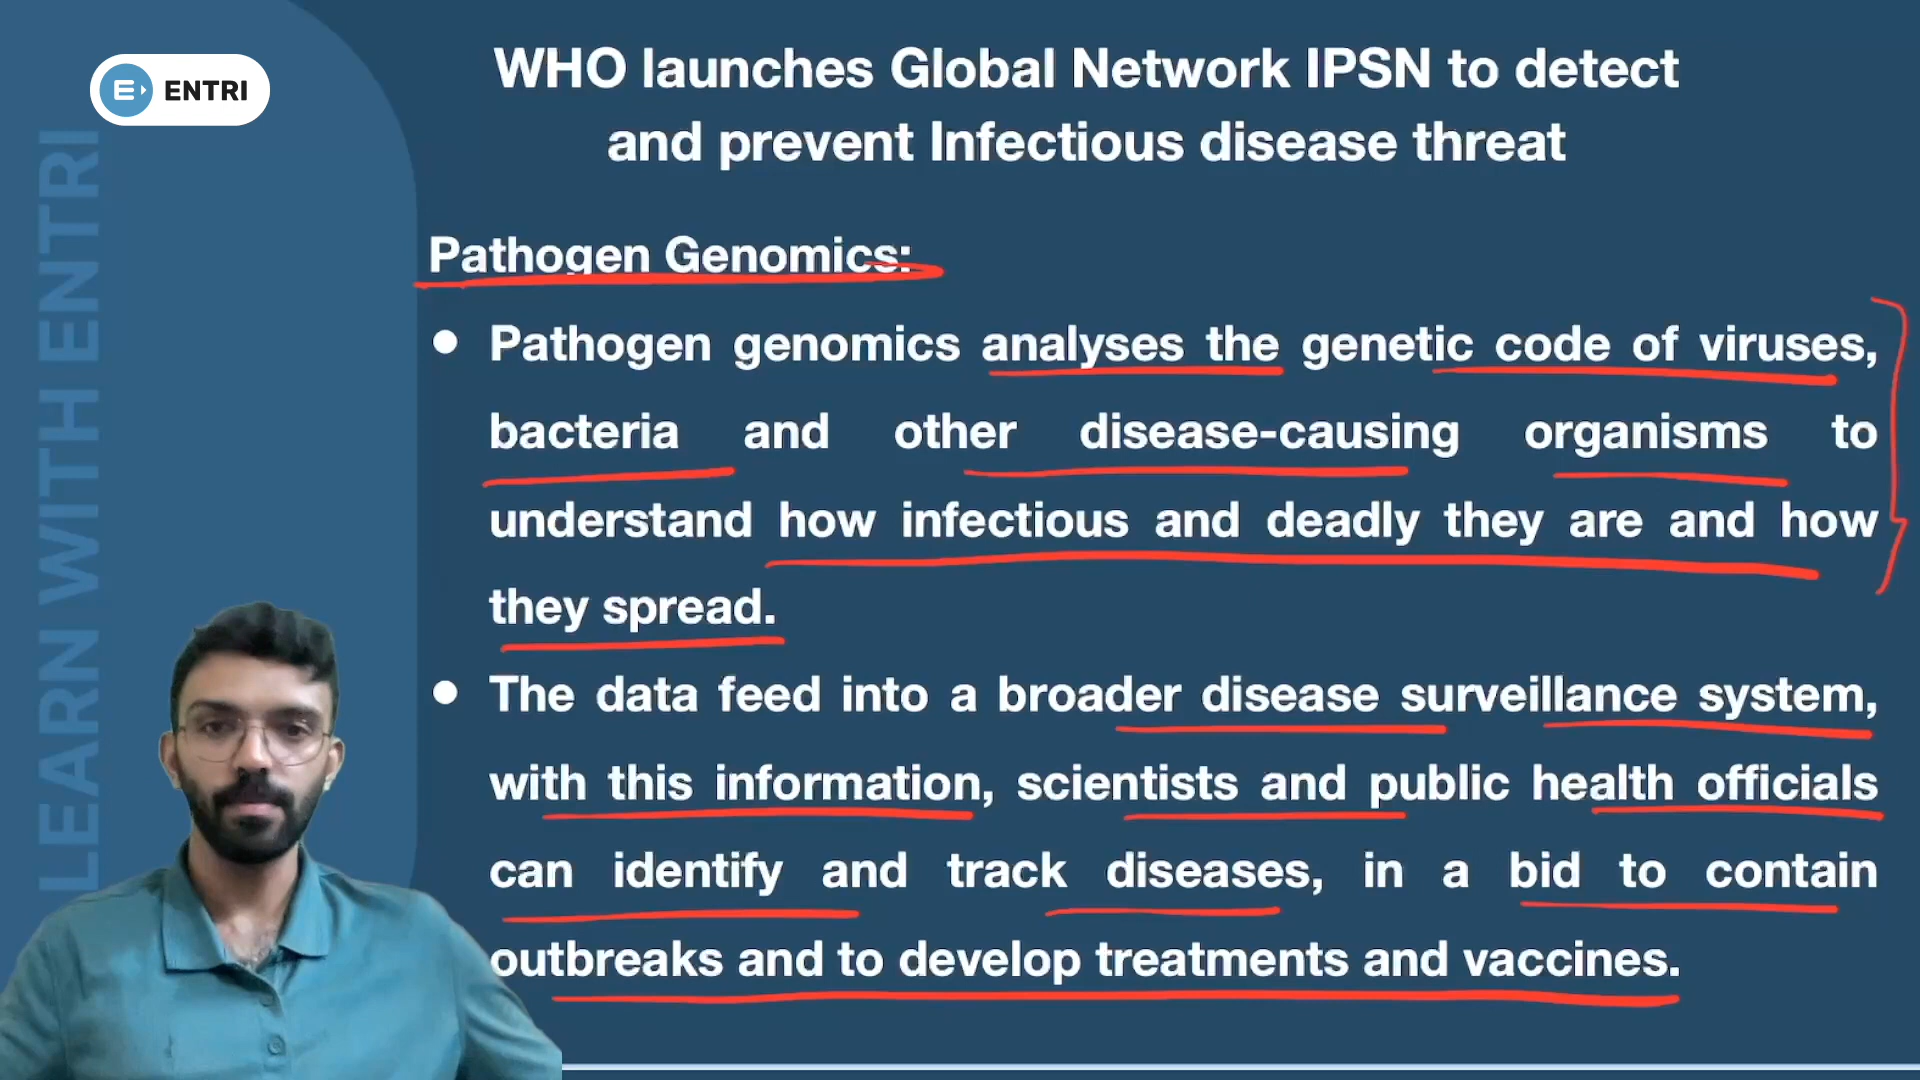 ENTRI
LEARN WITH ENTRI
WHO launches Global Network IPSN to detect
and prevent Infectious disease threat
Pathogen Genomics:
● Pathogen genomics analyses the genetic code of viruses,
bacteria and other disease-causing organisms to
understand how infectious and deadly they are and how
they spread.
● The data feed into a broader disease surveillance system,
with this information, scientists and public health officials
can identify and track diseases, in a bid to contain
outbreaks and to develop treatments and vaccines.